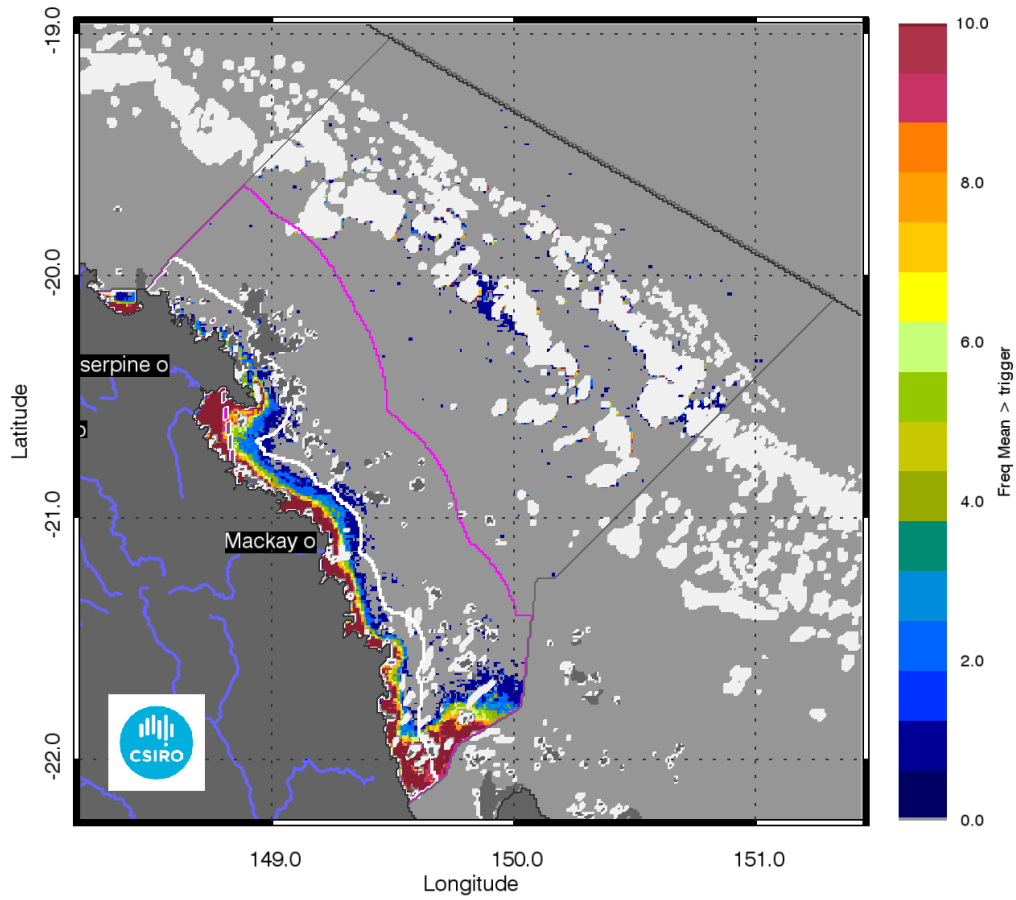 -19.0
-20.0
-21.0
-22.0
Latitude
serpine o
o
Mackay o
CSIRO
149.0
150.0
151.0
Longitude
10.0
8.0
6.0
4.0
2.0
0.0
Freq Mean > trigger